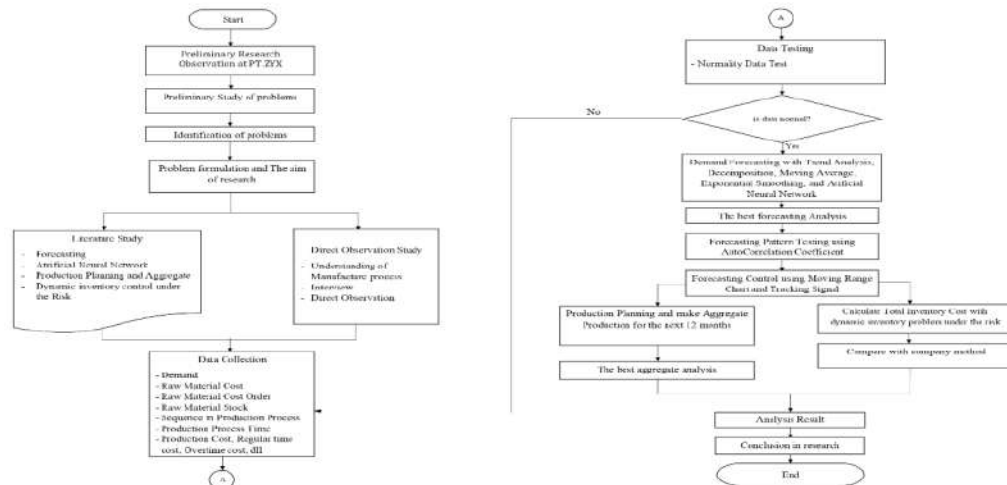 Start
Preliminary Research
Observation at PT.ZYX
Preliminary Study of problems
Identification of problems
Problem formulation and The aim
of research
Literature Study
- Forecasting
- Artificial Neural Network
- Production Planning and Aggregate
- Dynamic inventory control under
the Risk
Direct Observation Study
- Understanding of
Manufacture process
- Interview
- Direct Observation
Data Collection
- Demand
- Raw Material Cost
- Raw Material Cost Order
- Raw Material Stock
- Sequence in Production Process
- Production Process Time
- Production Cost, Regular time
cost, Overtime cost, dll
A
A
Data Testing
- Normality Data Test
is data normal?
No
Yes
Demand Forecasting with Trend Analysis,
Decomposition, Moving Average,
Exponential Smoothing, and Artificial
Neural Network
The best forecasting Analysis
Forecasting Pattern Testing using
AutoCorrelation Coefficient
Forecasting Control using Moving Range
Chart and Tracking Signal
Production Planning and make Aggregate
Production for the next 12 months
The best aggregate analysis
Calculate Total Inventory Cost with
dynamic inventory problem under the risk
Compare with company method
Analysis Result
Conclusion in research
End